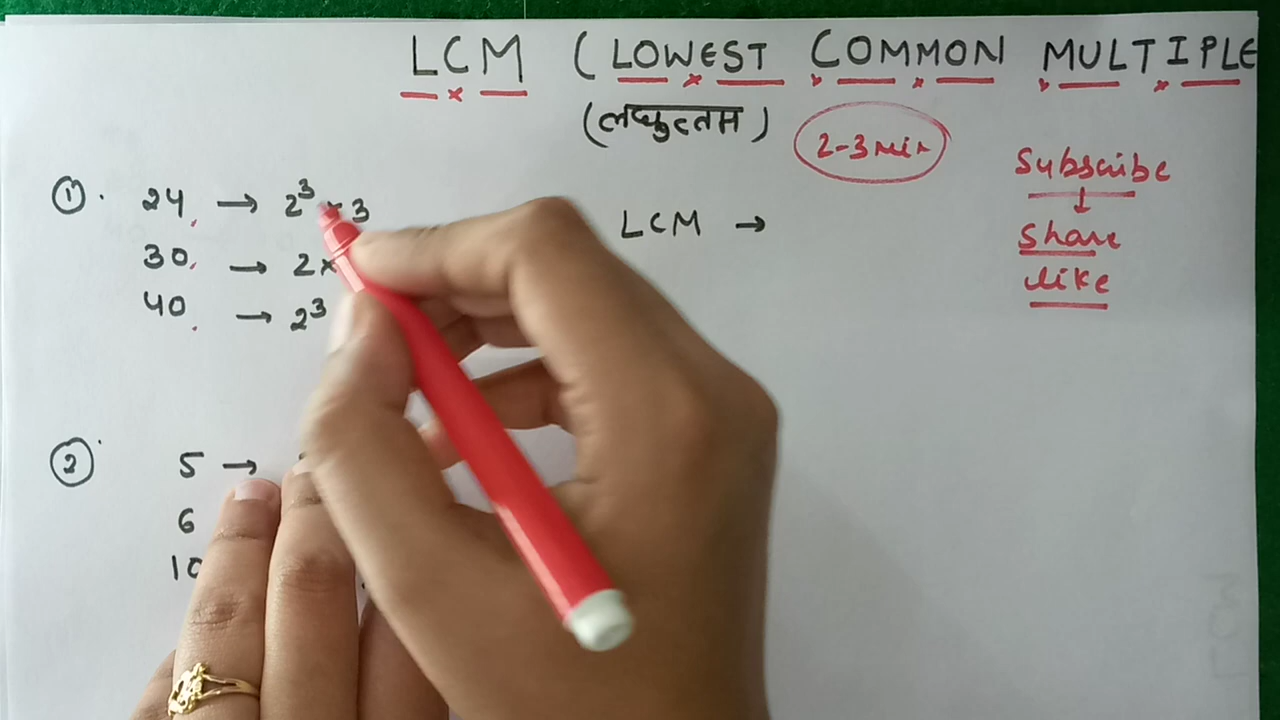 LCM (LOWEST COMMON MULTIPLE
(लघुत्तम)
2-3 min
Subscribe
↓
Share
like
① . 24 → 2³ × 3
30 → 2×
40 → 2³
LCM →
② 5 →
6
10